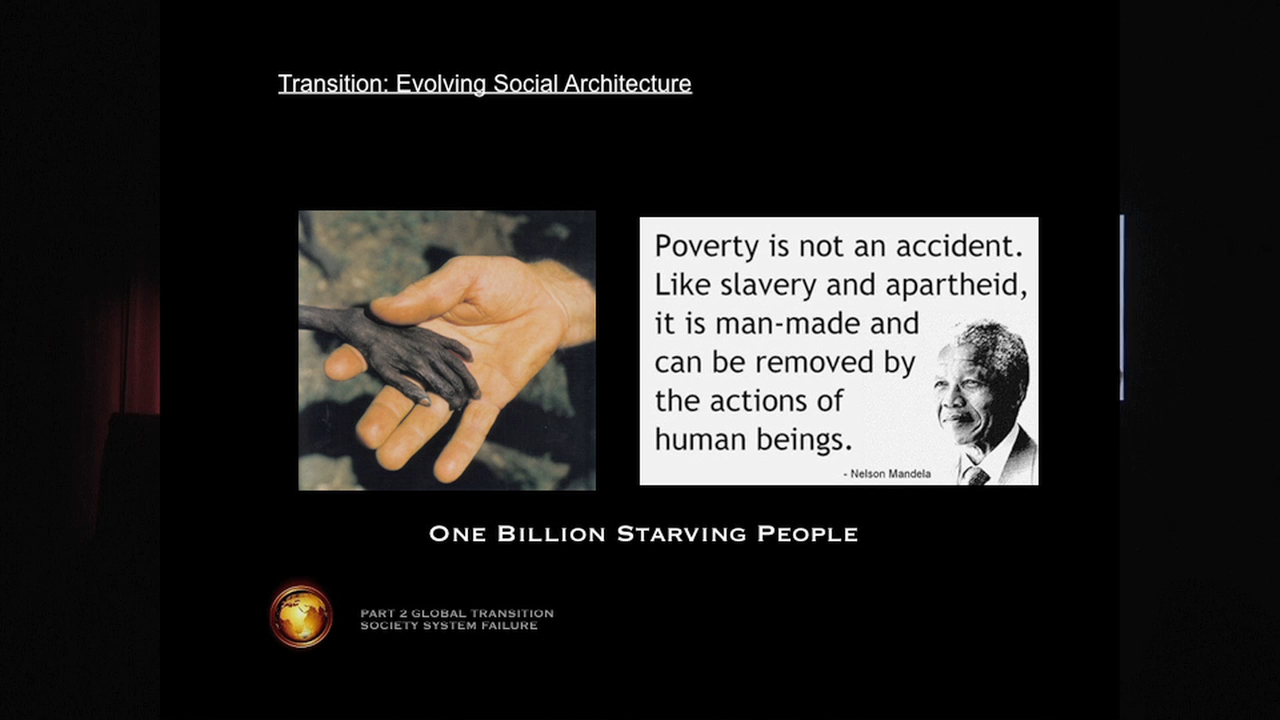 Transition: Evolving Social Architecture
Poverty is not an accident.
Like slavery and apartheid,
it is man-made and
can be removed by
the actions of
human beings.
- Nelson Mandela
One Billion Starving People
PART 2 GLOBAL TRANSITION
SOCIETY SYSTEM FAILURE